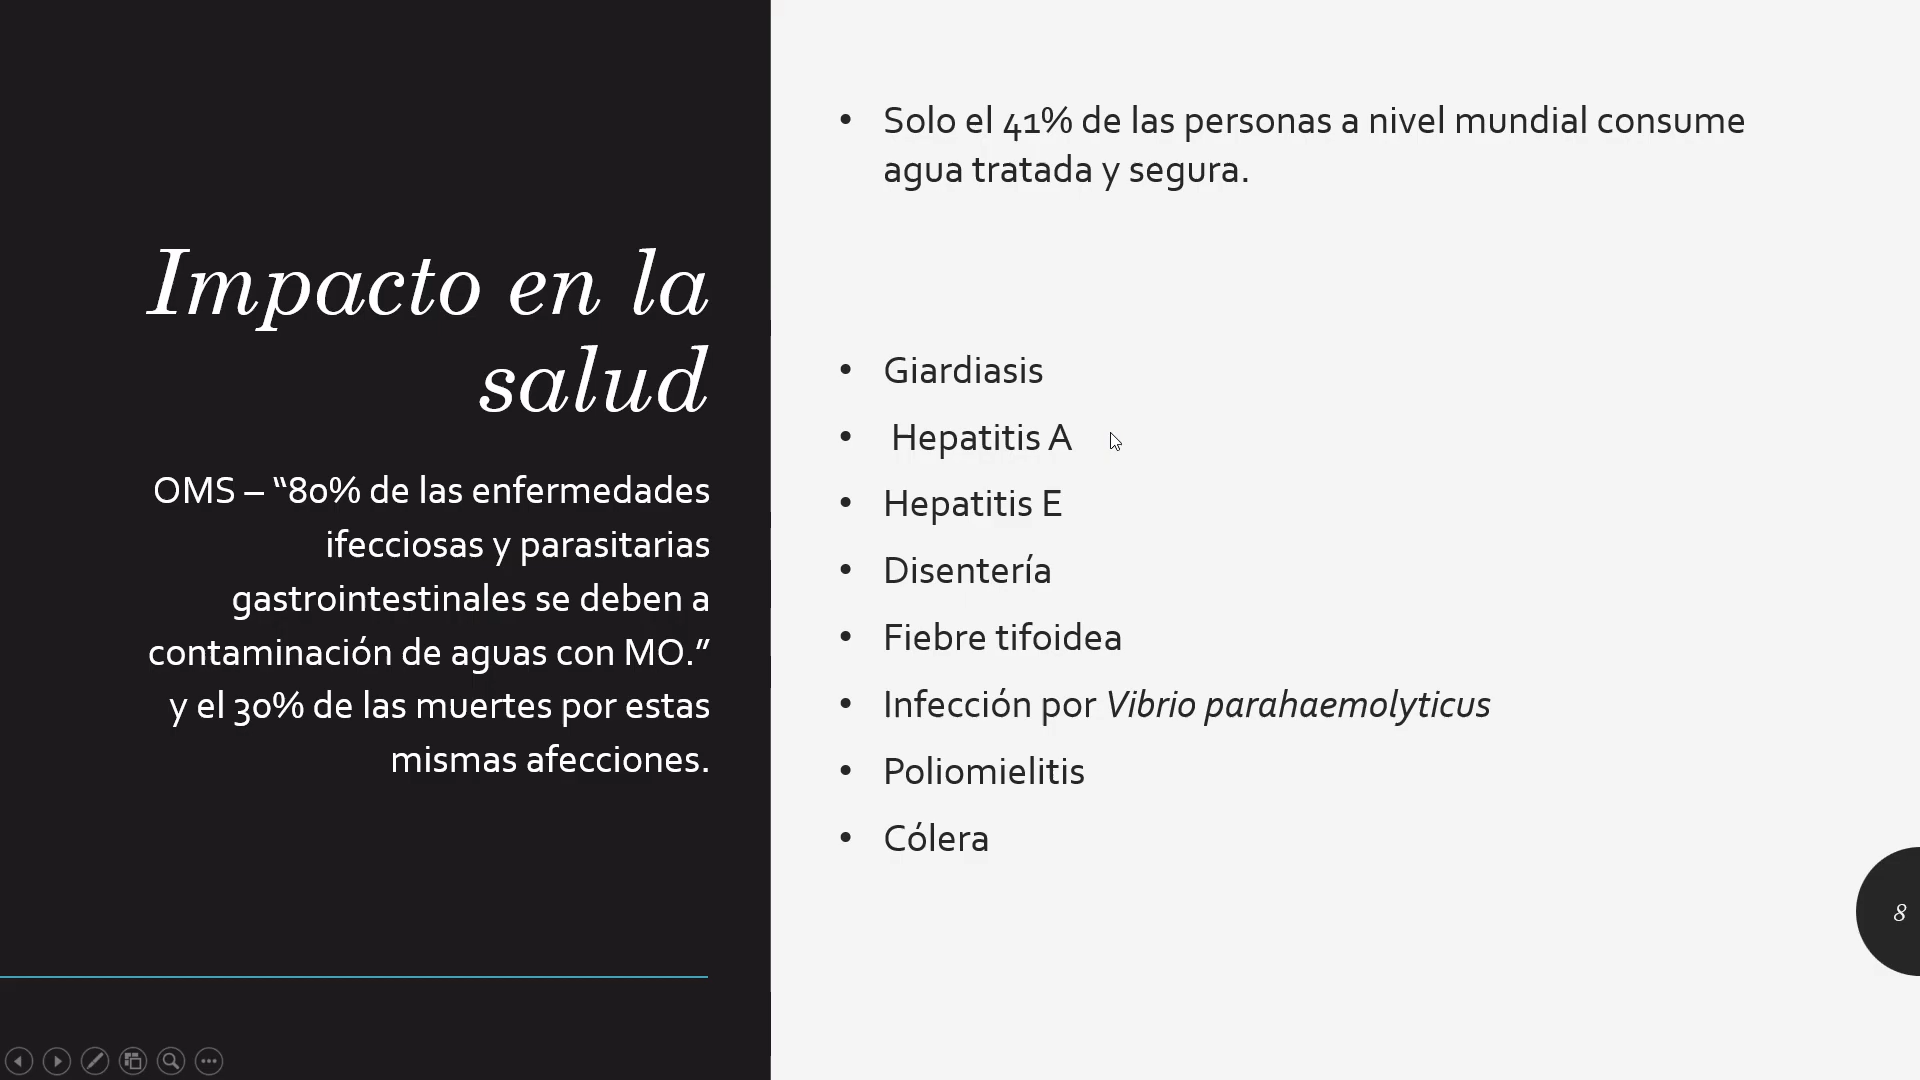 Impacto en la
salud
OMS – “80% de las enfermedades
ifecciosas y parasitarias
gastrointestinales se deben a
contaminación de aguas con MO.”
y el 30% de las muertes por estas
mismas afecciones.
• Solo el 41% de las personas a nivel mundial consume
agua tratada y segura.
• Giardiasis
• Hepatitis A
• Hepatitis E
• Disentería
• Fiebre tifoidea
• Infección por Vibrio parahaemolyticus
• Poliomielitis
• Cólera
8